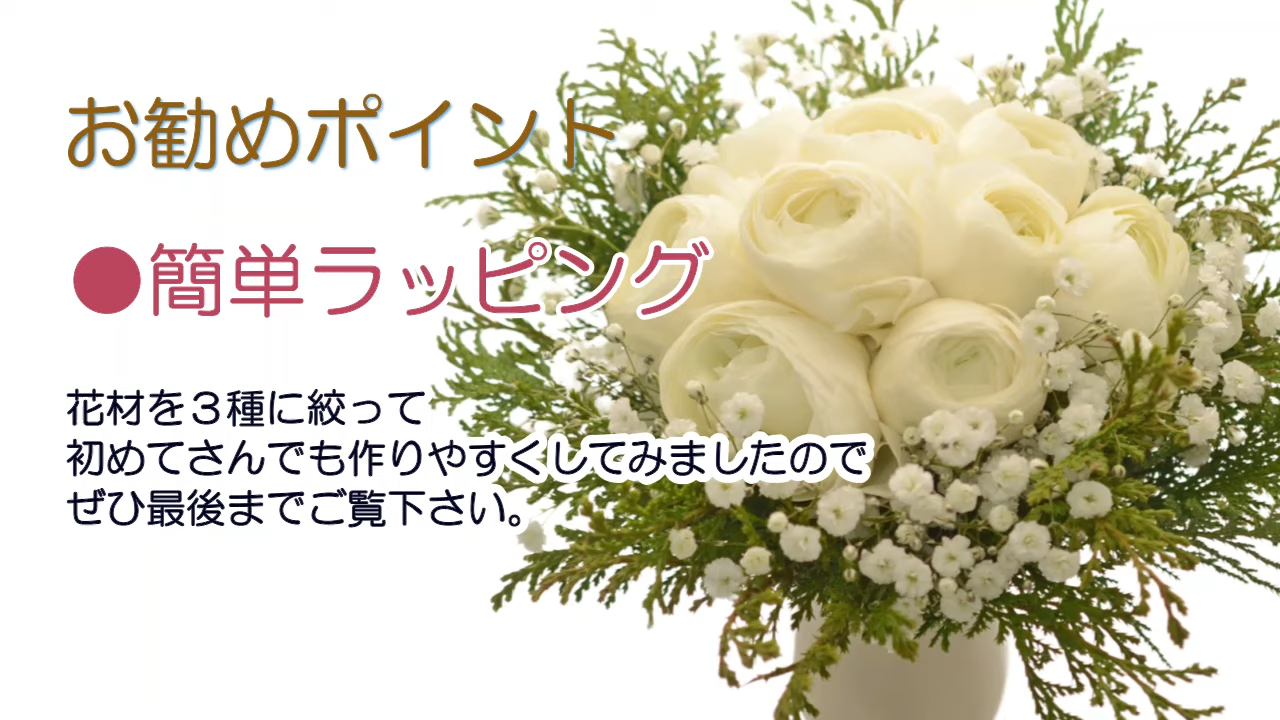 お勧めポイント
●簡単ラッピング
花材を３種に絞って
初めてさんでも作りやすくしてみましたので
ぜひ最後までご覧下さい。